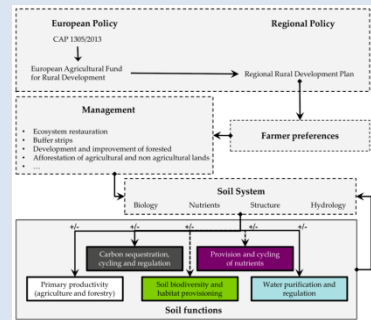 European Policy
Regional Policy
CAP 1305/2013
European Agricultural Fund
for Rural Development
Regional Rural Development Plan
Management
• Ecosystem restauration
• Buffer strips
• Development and improvement of forested
• Afforestation of agricultural and non agricultural lands
• ...
Farmer preferences
Soil System
Biology Nutrients Structure Hydrology
+/- +/- +/- +/- +/-
Carbon sequestration,
cycling and regulation
Provision and cycling
of nutrients
Primary productivity
(agriculture and forestry)
Soil biodiversity and
habitat provisioning
Water purification and
regulation
Soil functions